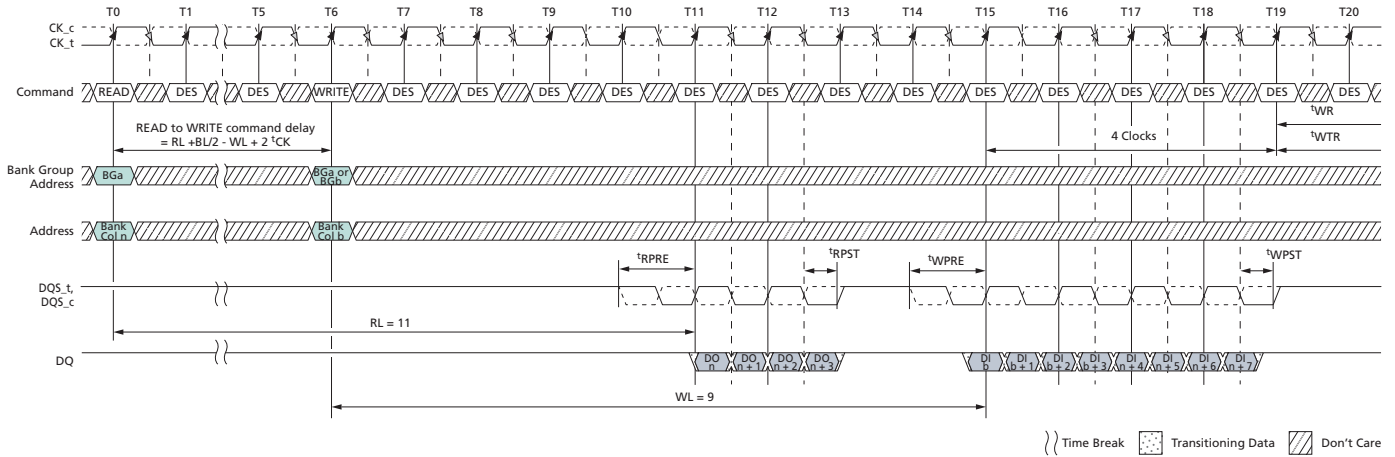 T0 T1 T5 T6 T7 T8 T9 T10 T11 T12 T13 T14 T15 T16 T17 T18 T19 T20
CK_c
CK_t
Command READ DES DES WRITE DES DES DES DES DES DES DES DES DES DES DES DES DES DES
tWR
READ to WRITE command delay
= RL +BL/2 - WL + 2 tCK
4 Clocks
tWTR
Bank Group
Address
BGa
BGa or
BGb
Address
Bank
Col n
Bank
Col b
tRPRE
tRPST
tWPRE
tWPST
DQS_t,
DQS_c
RL = 11
DQ
DO
n
DO
n + 1
DO
n + 2
DO
n + 3
DI
b
DI
b + 1
DI
b + 2
DI
b + 3
DI
n + 4
DI
n + 5
DI
n + 6
DI
n + 7
WL = 9
Time Break
Transitioning Data
Don't Care